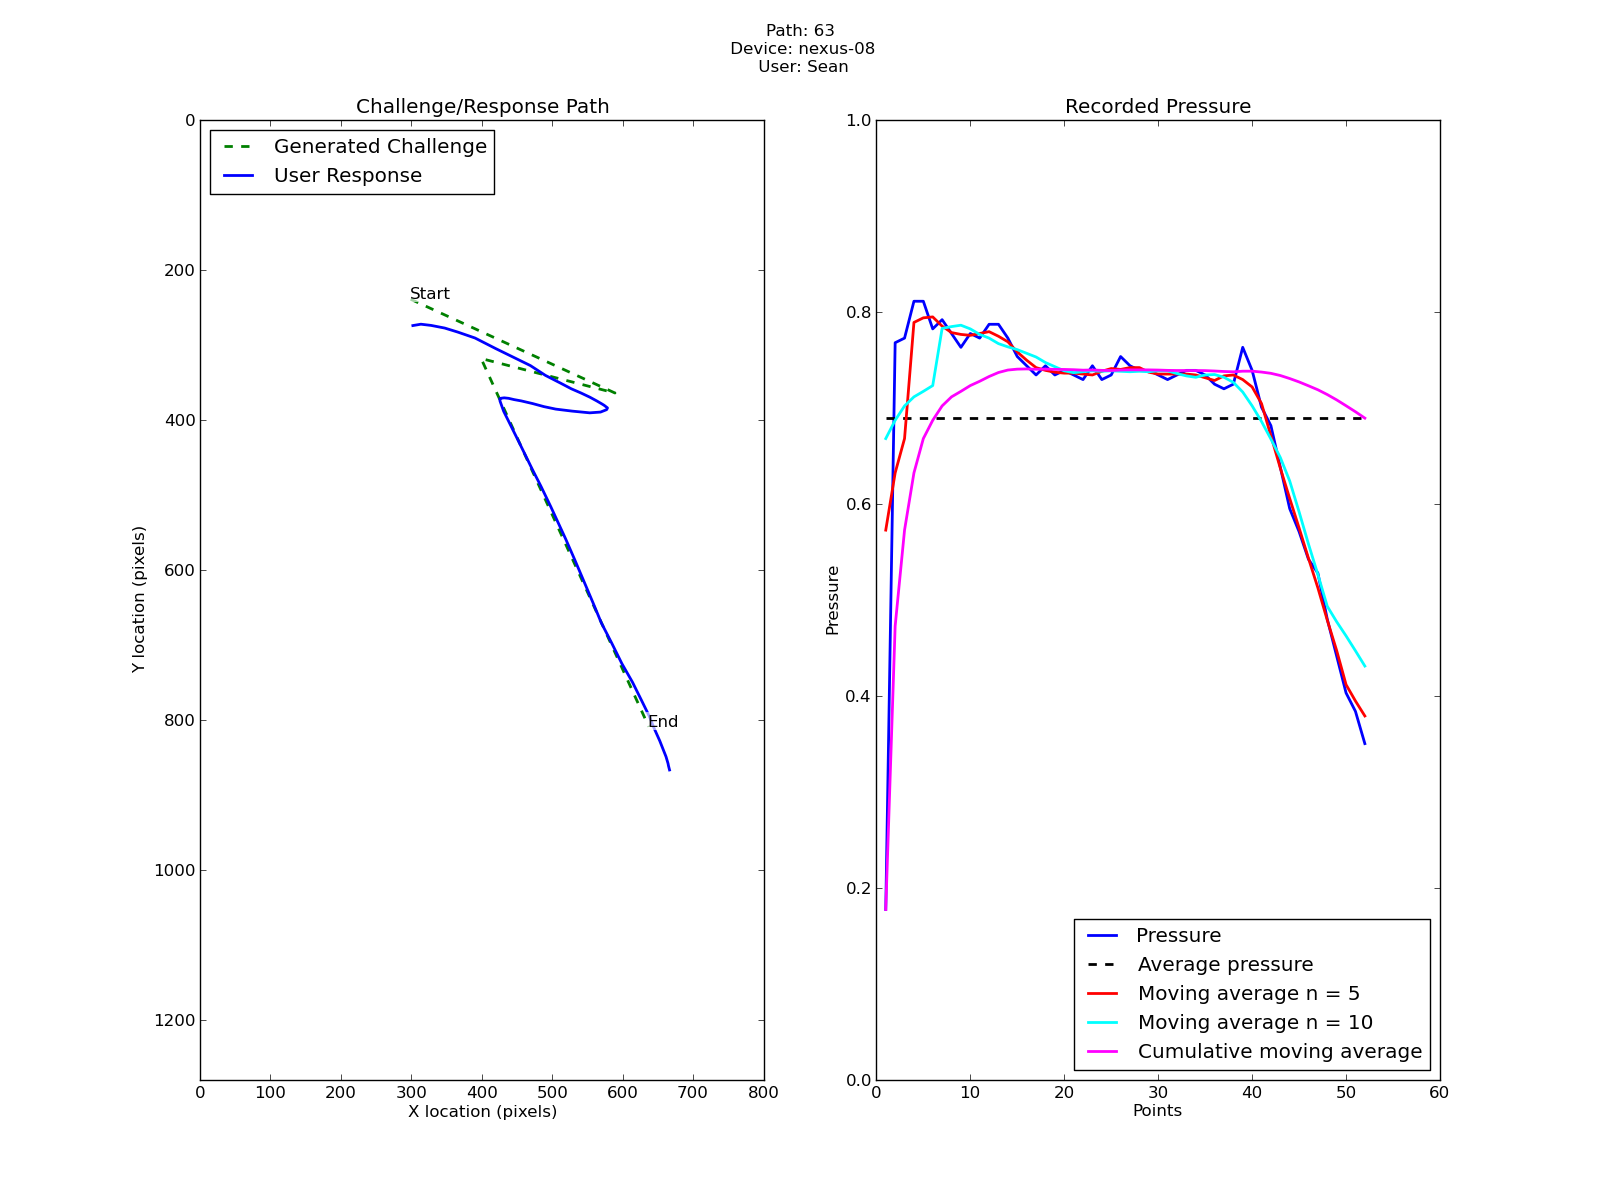 Path: 63
Device: nexus-08
User: Sean
Challenge/Response Path
Generated Challenge
User Response
Start
End
0
200
400
600
800
1000
1200
Y location (pixels)
0 100 200 300 400 500 600 700 800
X location (pixels)
Recorded Pressure
1.0
0.8
0.6
0.4
0.2
0.0
Pressure
Pressure
Average pressure
Moving average n = 5
Moving average n = 10
Cumulative moving average
0 10 20 30 40 50 60
Points